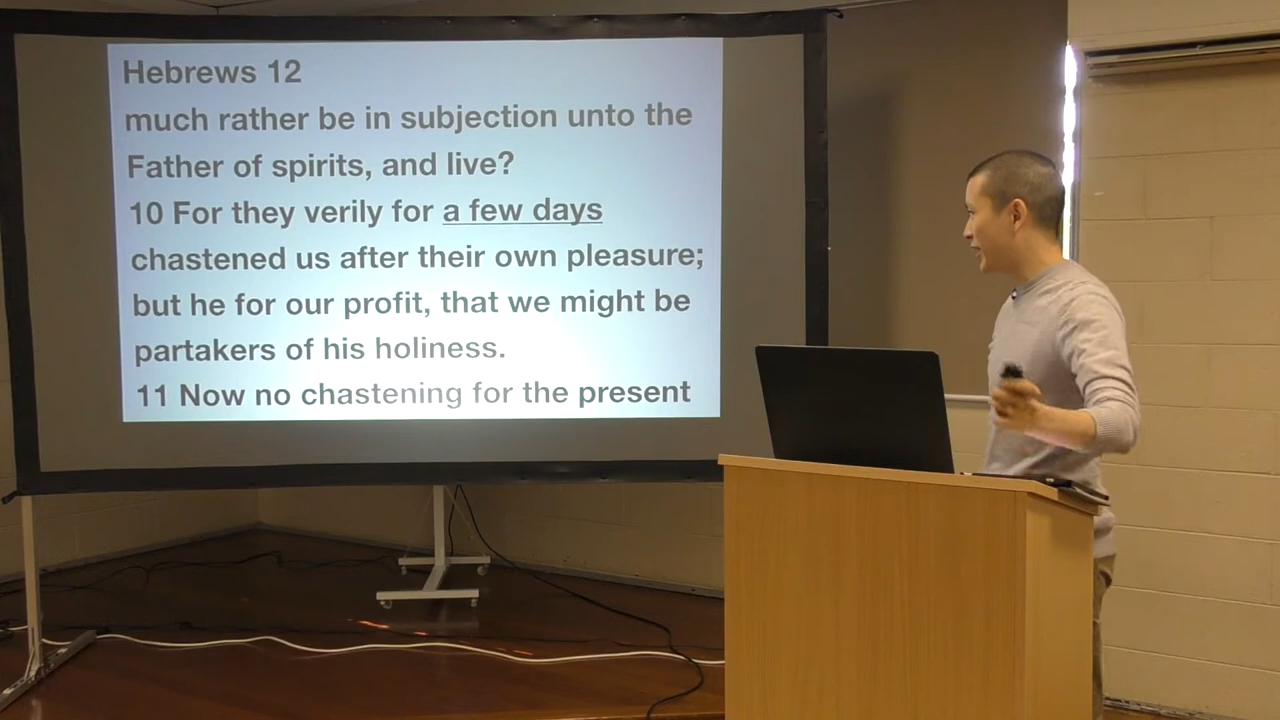 Hebrews 12
much rather be in subjection unto the
Father of spirits, and live?
10 For they verily for a few days
chastened us after their own pleasure;
but he for our profit, that we might be
partakers of his holiness.
11 Now no chastening for the present